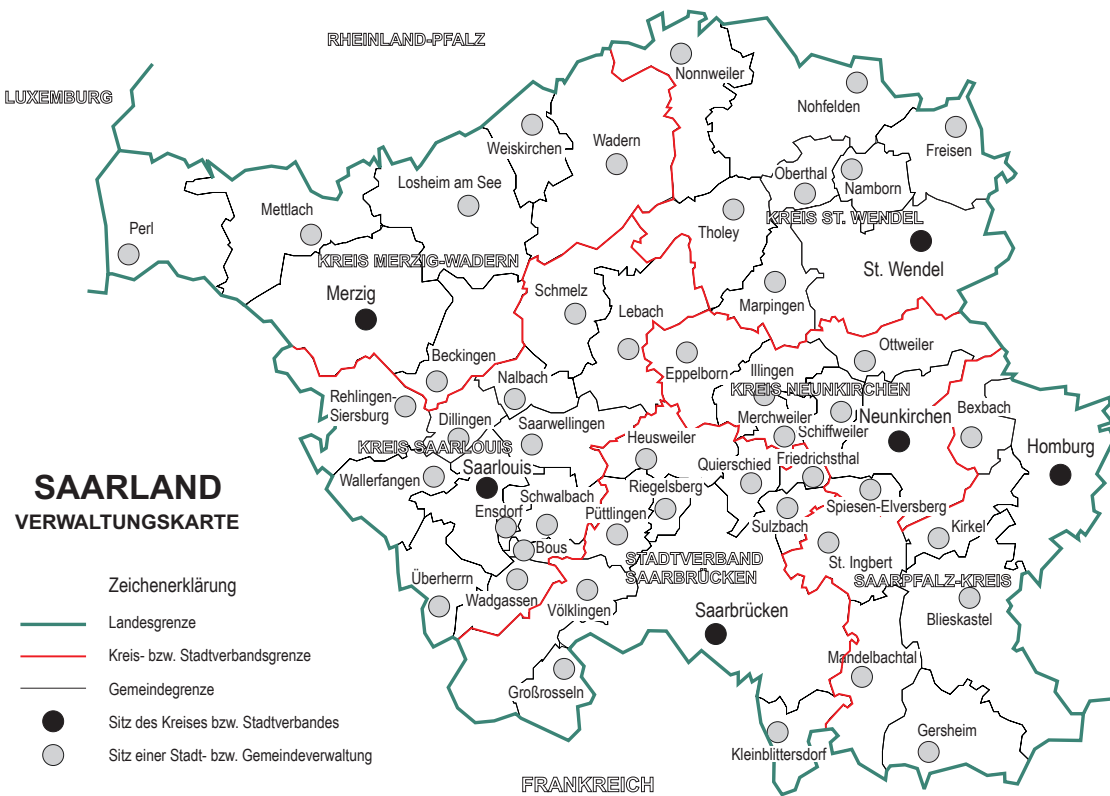 RHEINLAND-PFALZ
LUXEMBURG
Nonnweiler
Nohfelden
Weiskirchen
Wadern
Freisen
Oberthal
Namborn
Losheim am See
Mettlach
Perl
Tholey
KREIS ST. WENDEL
St. Wendel
KREIS MERZIG-WADERN
Merzig
Schmelz
Marpingen
Lebach
Beckingen
Nalbach
Eppelborn
Illingen
Ottweiler
KREIS NEUNKIRCHEN
Rehlingen-
Siersburg
Dillingen
Saarwellingen
Merchweiler
Schiffweiler
Neunkirchen
Bexbach
KREIS SAARLOUIS
Heusweiler
Homburg
Wallerfangen
Saarlouis
Quierschied
Friedrichsthal
Schwalbach
Riegelsberg
Ensdorf
Püttlingen
Sulzbach
Spiesen-Elversberg
Kirkel
Bous
STADTVERBAND
SAARBRÜCKEN
St. Ingbert
SAARPFALZ-KREIS
Überherrn
Wadgassen
Völklingen
Saarbrücken
Blieskastel
Mandelbachtal
Großrosseln
Kleinblittersdorf
Gersheim
FRANKREICH
SAARLAND
VERWALTUNGSKARTE
Zeichenerklärung
Landesgrenze
Kreis- bzw. Stadtverbandsgrenze
Gemeindegrenze
Sitz des Kreises bzw. Stadtverbandes
Sitz einer Stadt- bzw. Gemeindeverwaltung